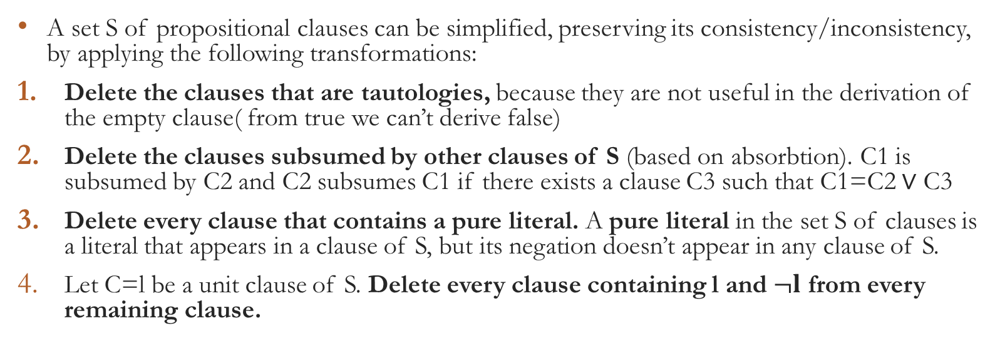 • A set S of propositional clauses can be simplified, preserving its consistency/inconsistency,
by applying the following transformations:
1. Delete the clauses that are tautologies, because they are not useful in the derivation of
the empty clause( from true we can’t derive false)
2. Delete the clauses subsumed by other clauses of S (based on absorbtion). C1 is
subsumed by C2 and C2 subsumes C1 if there exists a clause C3 such that C1=C2 ∨ C3
3. Delete every clause that contains a pure literal. A pure literal in the set S of clauses is
a literal that appears in a clause of S, but its negation doesn’t appear in any clause of S.
4. Let C=l be a unit clause of S. Delete every clause containing l and ¬l from every
remaining clause.